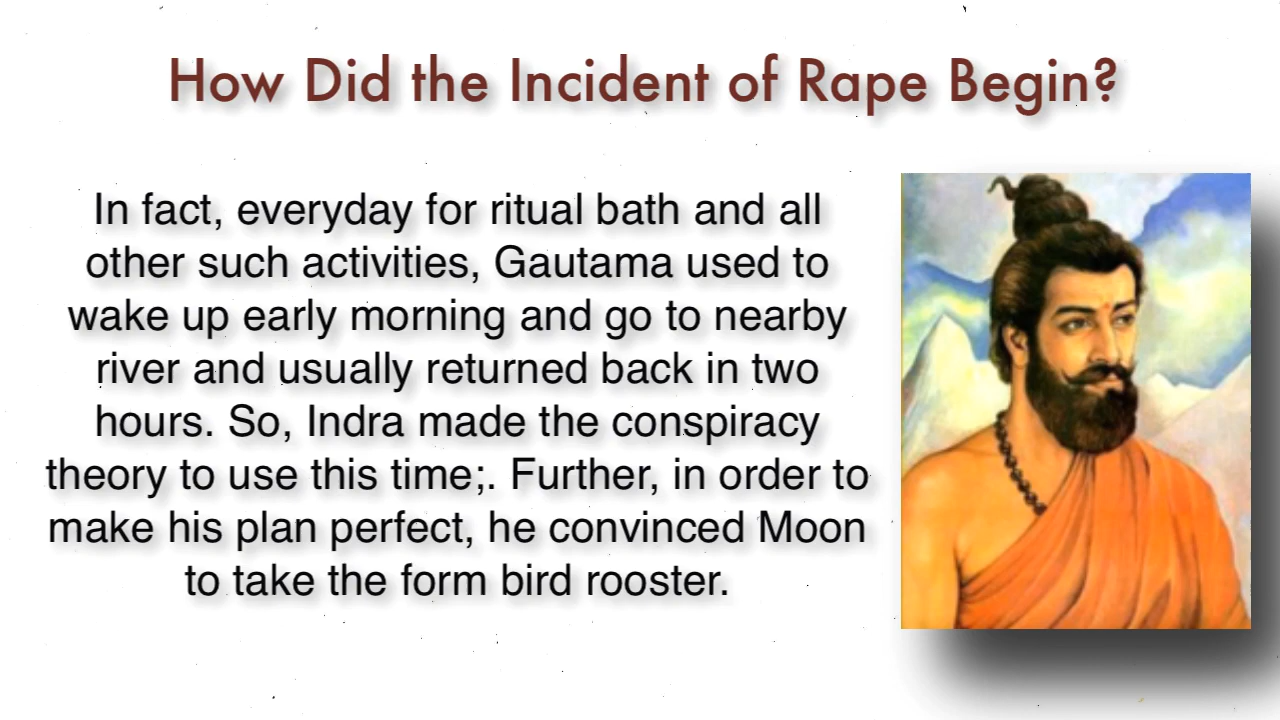 How Did the Incident of Rape Begin?
In fact, everyday for ritual bath and all
other such activities, Gautama used to
wake up early morning and go to nearby
river and usually returned back in two
hours. So, Indra made the conspiracy
theory to use this time;. Further, in order to
make his plan perfect, he convinced Moon
to take the form bird rooster.